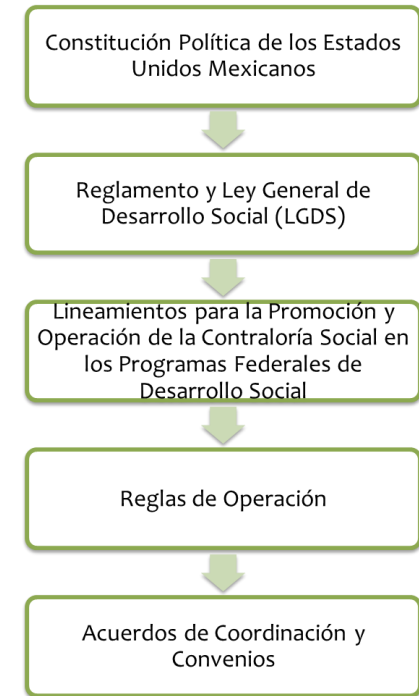 Constitución Política de los Estados
Unidos Mexicanos
Reglamento y Ley General de
Desarrollo Social (LGDS)
Lineamientos para la Promoción y
Operación de la Contraloría Social en
los Programas Federales de
Desarrollo Social
Reglas de Operación
Acuerdos de Coordinación y
Convenios